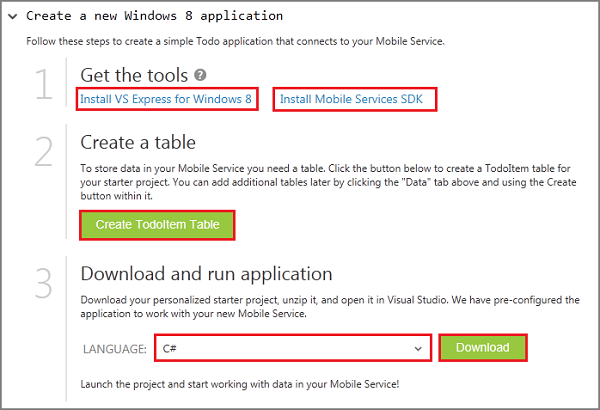 Create a new Windows 8 application
Follow these steps to create a simple Todo application that connects to your Mobile Service.
1 Get the tools ?
Install VS Express for Windows 8 Install Mobile Services SDK
2 Create a table
To store data in your Mobile Service you need a table. Click the button below to create a TodoItem table for
your starter project. You can add additional tables later by clicking the "Data" tab above and using the Create
button within it.
Create TodoItem Table
3 Download and run application
Download your personalized starter project, unzip it, and open it in Visual Studio. We have pre-configured the
application to work with your new Mobile Service.
LANGUAGE: C# Download
Launch the project and start working with data in your Mobile Service!